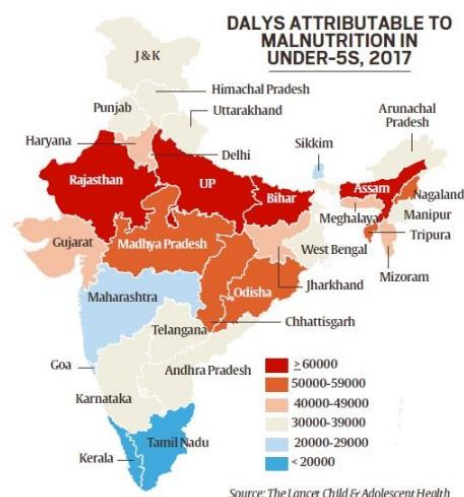 DALYS ATTRIBUTABLE TO
MALNUTRITION IN
UNDER-5S, 2017
J & K
Himachal Pradesh
Punjab
Uttarakhand
Arunachal
Pradesh
Haryana
Delhi
Sikkim
Rajasthan
UP
Bihar
Assam
Nagaland
Meghalaya
Manipur
Gujarat
Madhya Pradesh
West Bengal
Tripura
Jharkhand
Mizoram
Maharashtra
Odisha
Chhattisgarh
Telangana
Goa
Andhra Pradesh
Karnataka
Kerala
Tamil Nadu
≥60000
50000-59000
40000-49000
30000-39000
20000-29000
<20000
Source: The Lancet Child & Adolescent Health